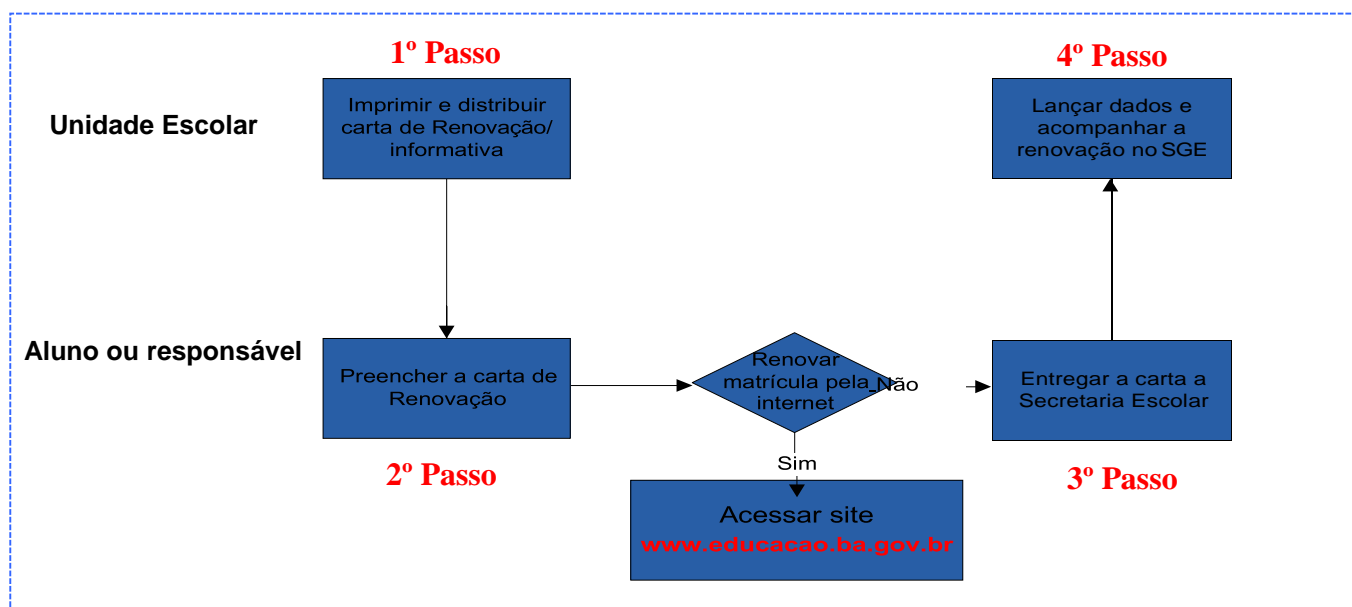 1º Passo
4º Passo
Unidade Escolar
Imprimir e distribuir
carta de Renovação/
informativa
Lançar dados e
acompanhar a
renovação no SGE
Aluno ou responsável
Preencher a carta de
Renovação
Renovar
matrícula pela
internet
Não
Entregar a carta a
Secretaria Escolar
2º Passo
Sim
3º Passo
Acessar site
www.educacao.ba.gov.br